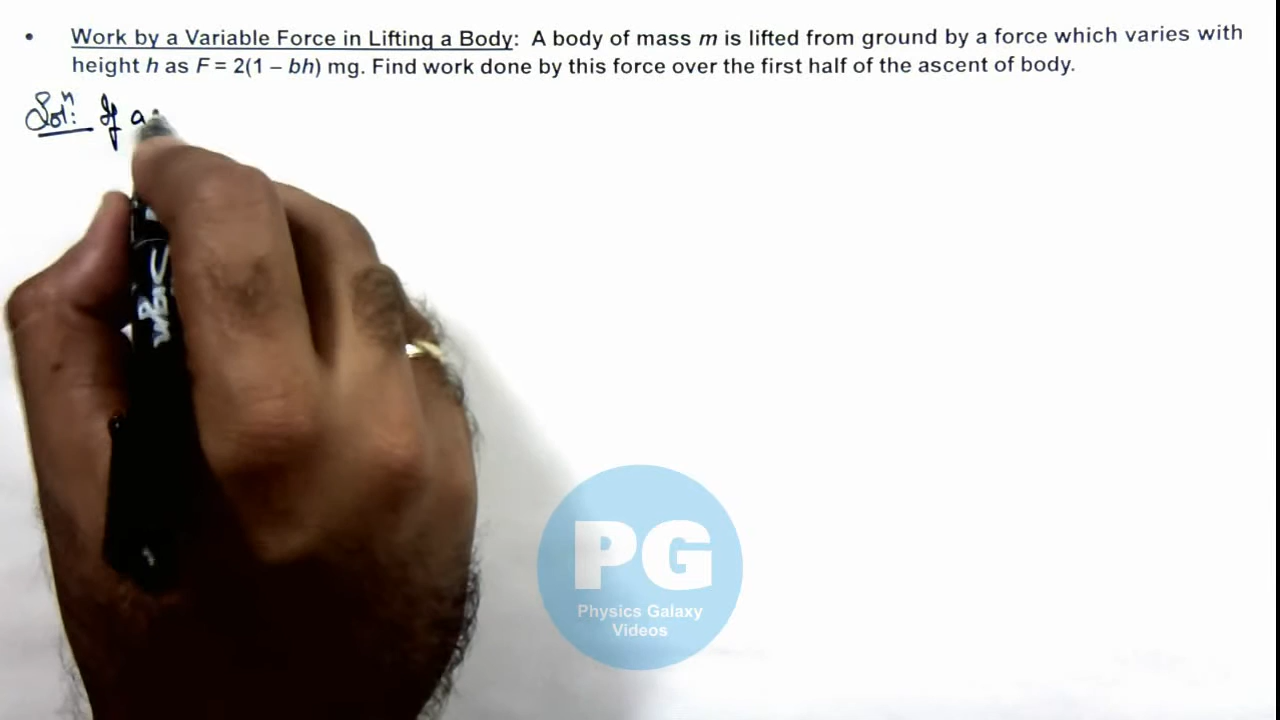 • Work by a Variable Force in Lifting a Body: A body of mass m is lifted from ground by a force which varies with
height h as F = 2(1 – bh) mg. Find work done by this force over the first half of the ascent of body.
Solⁿ: If a
PG
Physics Galaxy
Videos